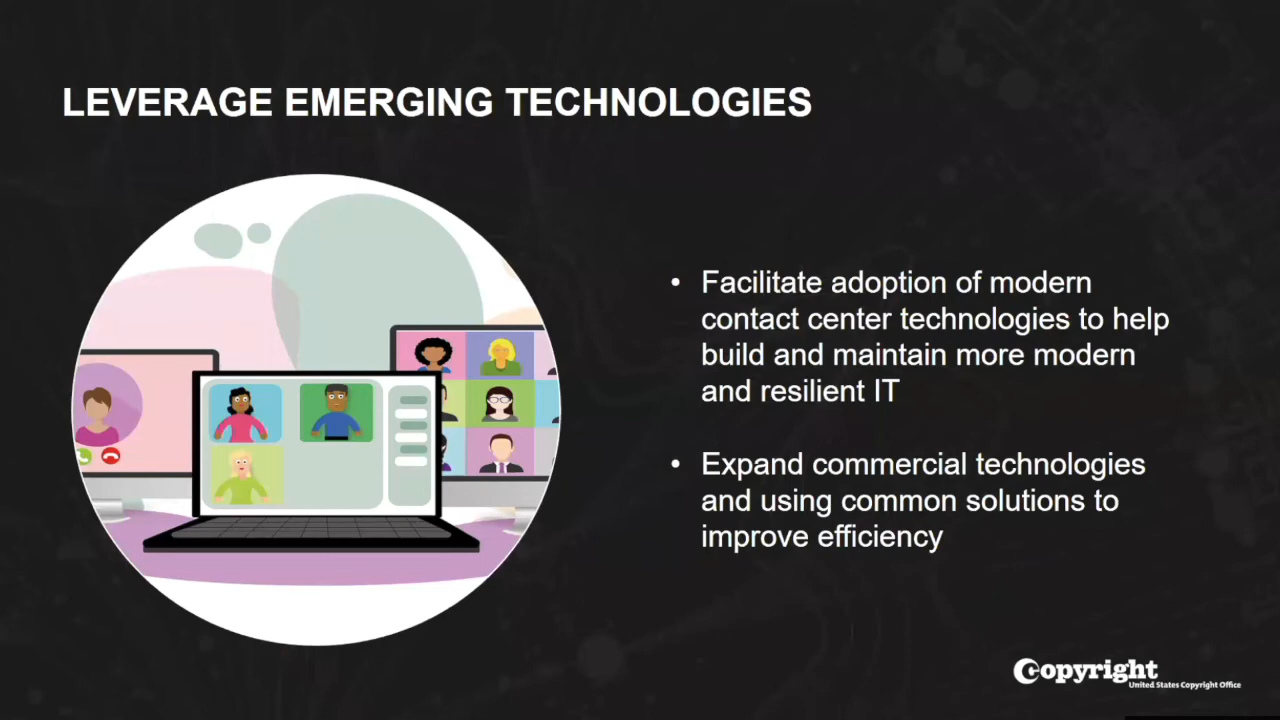 LEVERAGE EMERGING TECHNOLOGIES
• Facilitate adoption of modern
contact center technologies to help
build and maintain more modern
and resilient IT
• Expand commercial technologies
and using common solutions to
improve efficiency
Copyright
United States Copyright Office